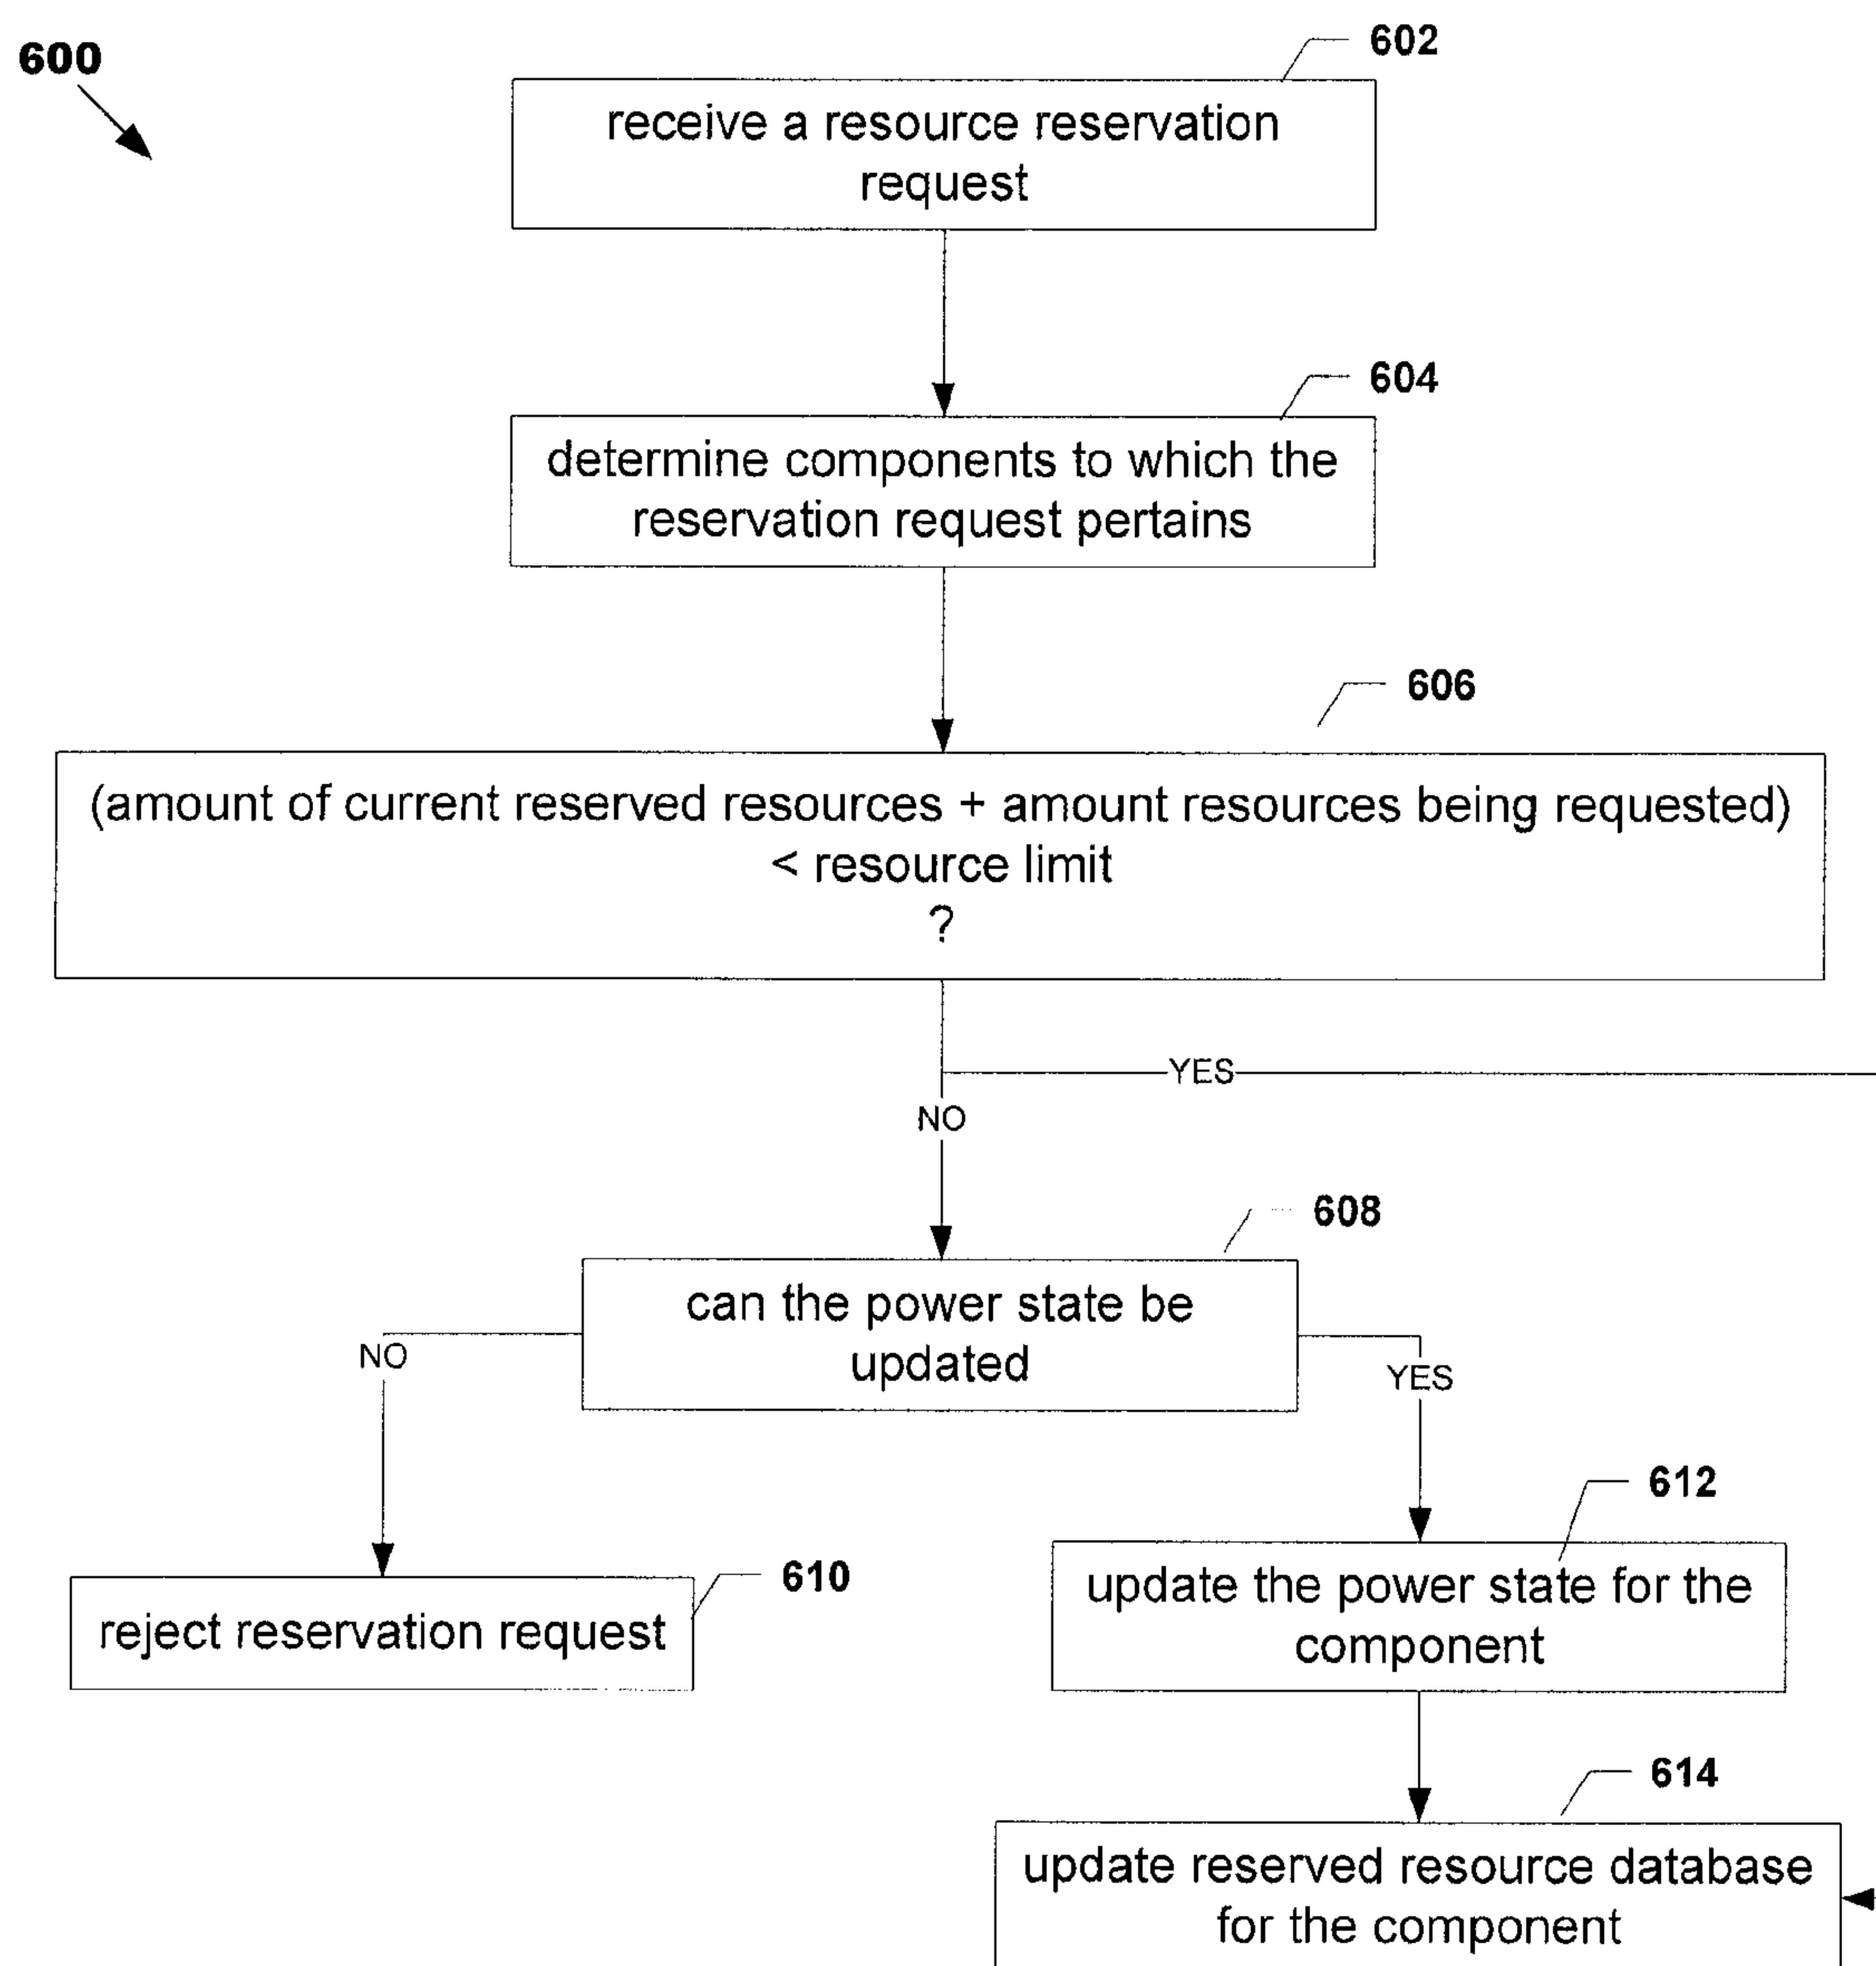 600
602
receive a resource reservation
request
604
determine components to which the
reservation request pertains
606
(amount of current reserved resources + amount resources being requested)
< resource limit
?
YES
NO
608
can the power state be
updated
NO
YES
612
update the power state for the
component
610
reject reservation request
614
update reserved resource database
for the component